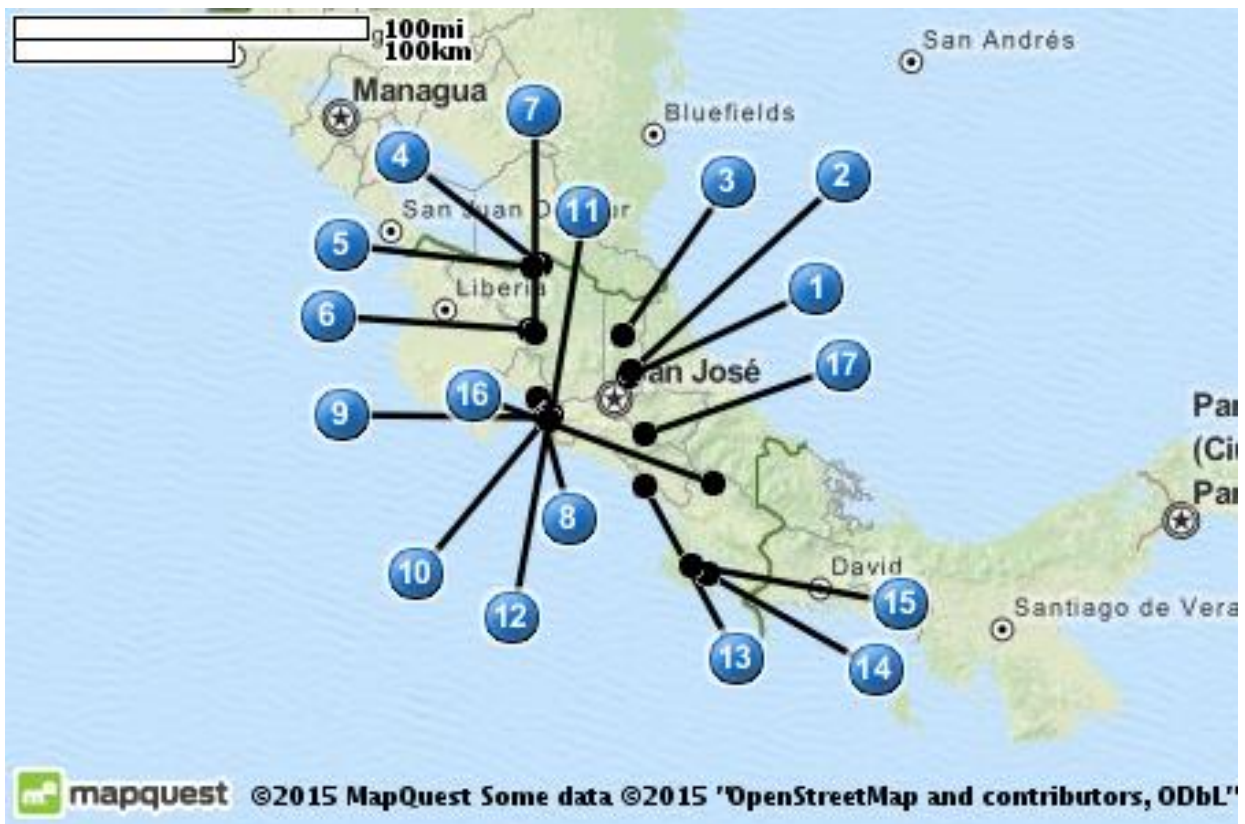 100mi
g
100km
San Andrés
Managua
7
Bluefields
4
3
2
San Juan D
11
ur
5
Liberia
1
6
an José
17
16
9
Par
(Ciu
Par
8
10
David
12
15
Santiago de Vera
13
14
mapquest ©2015 MapQuest Some data ©2015 "OpenStreetMap and contributors, ODbL"